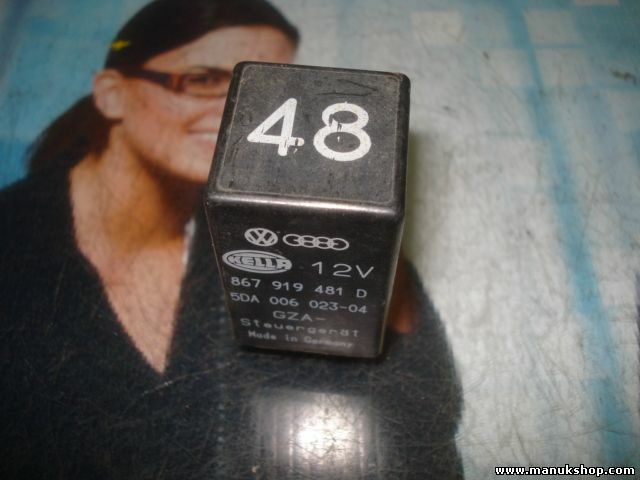 48
HELLA 12V
867 919 481 D
5DA 006 023-04
GZA-
Steuergerät
Made in Germany
www.manukshop.com